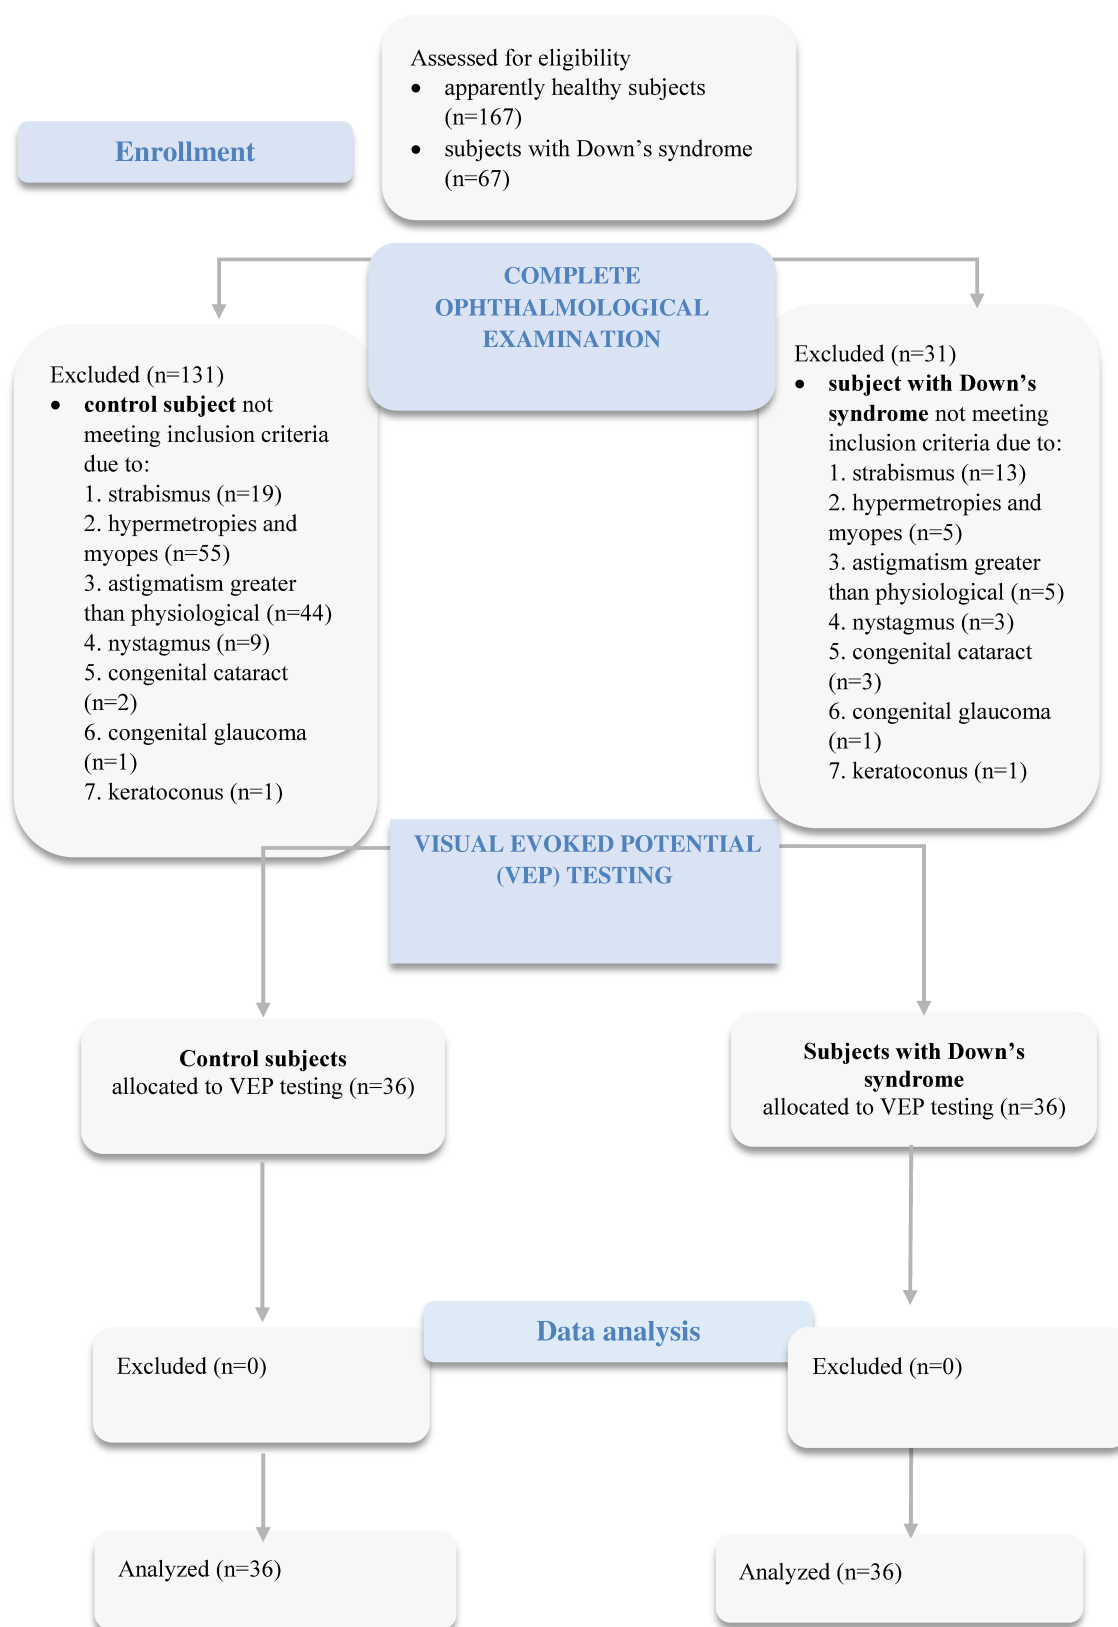 Assessed for eligibility
• apparently healthy subjects
(n=167)
• subjects with Down’s syndrome
(n=67)
Enrollment
COMPLETE
OPHTHALMOLOGICAL
EXAMINATION
Excluded (n=131)
• control subject not
meeting inclusion criteria
due to:
1. strabismus (n=19)
2. hypermetropies and
myopes (n=55)
3. astigmatism greater
than physiological (n=44)
4. nystagmus (n=9)
5. congenital cataract
(n=2)
6. congenital glaucoma
(n=1)
7. keratoconus (n=1)
Excluded (n=31)
• subject with Down’s
syndrome not meeting
inclusion criteria due to:
1. strabismus (n=13)
2. hypermetropies and
myopes (n=5)
3. astigmatism greater
than physiological (n=5)
4. nystagmus (n=3)
5. congenital cataract
(n=3)
6. congenital glaucoma
(n=1)
7. keratoconus (n=1)
VISUAL EVOKED POTENTIAL
(VEP) TESTING
Control subjects
allocated to VEP testing (n=36)
Subjects with Down’s
syndrome
allocated to VEP testing (n=36)
Data analysis
Excluded (n=0)
Excluded (n=0)
Analyzed (n=36)
Analyzed (n=36)